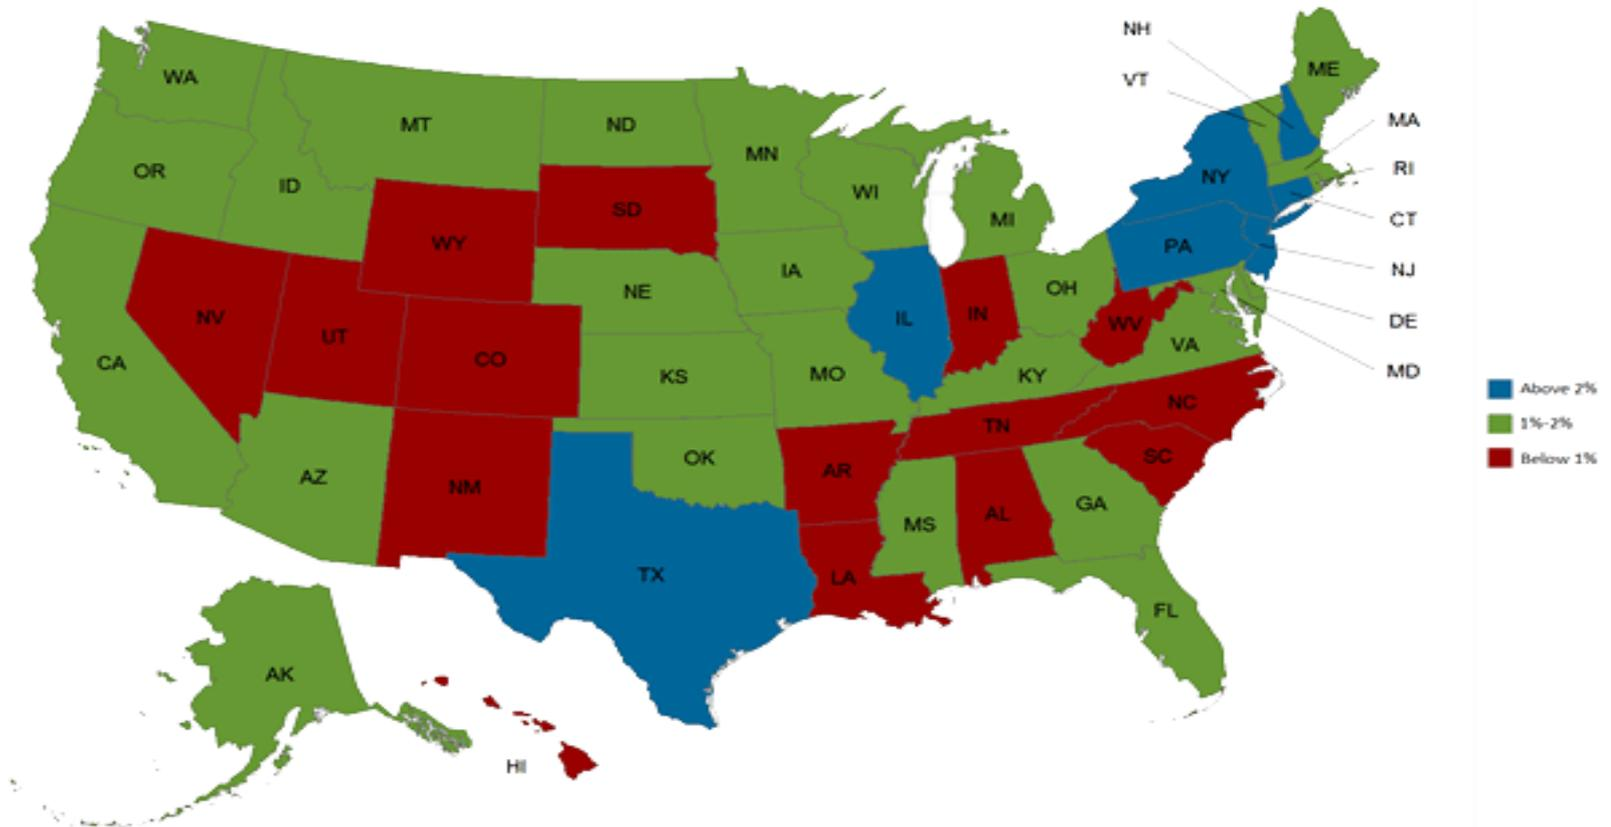 NH
ME
WA
VT
MT
ND
MA
MN
OR
RI
ID
WI
NY
SD
MI
CT
WY
PA
IA
NJ
NE
OH
NV
IL
IN
DE
UT
WV
VA
CO
CA
MD
KS
MO
KY
Above 2%
NC
1%-2%
TN
SC
Below 1%
OK
AR
AZ
NM
GA
AL
MS
TX
LA
FL
AK
HI